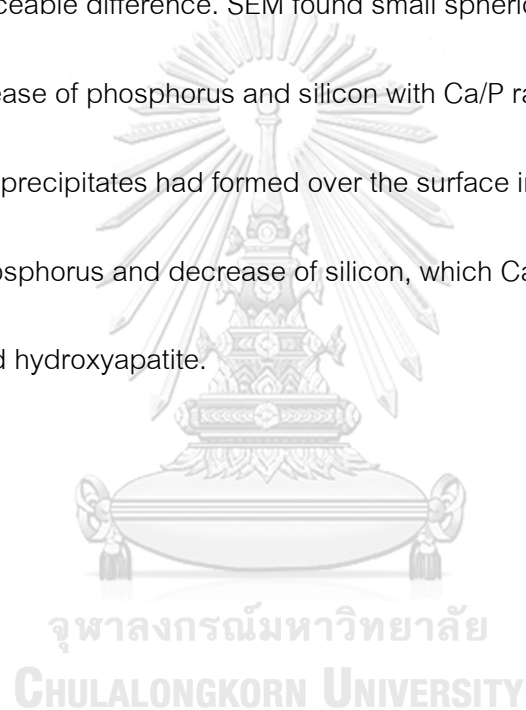 ceable difference. SEM found small spheric
ease of phosphorus and silicon with Ca/P ra
precipitates had formed over the surface i
osphorus and decrease of silicon, which Ca
d hydroxyapatite.
จุฬาลงกรณ์มหาวิทยาลัย
CHULALONGKORN UNIVERSITY